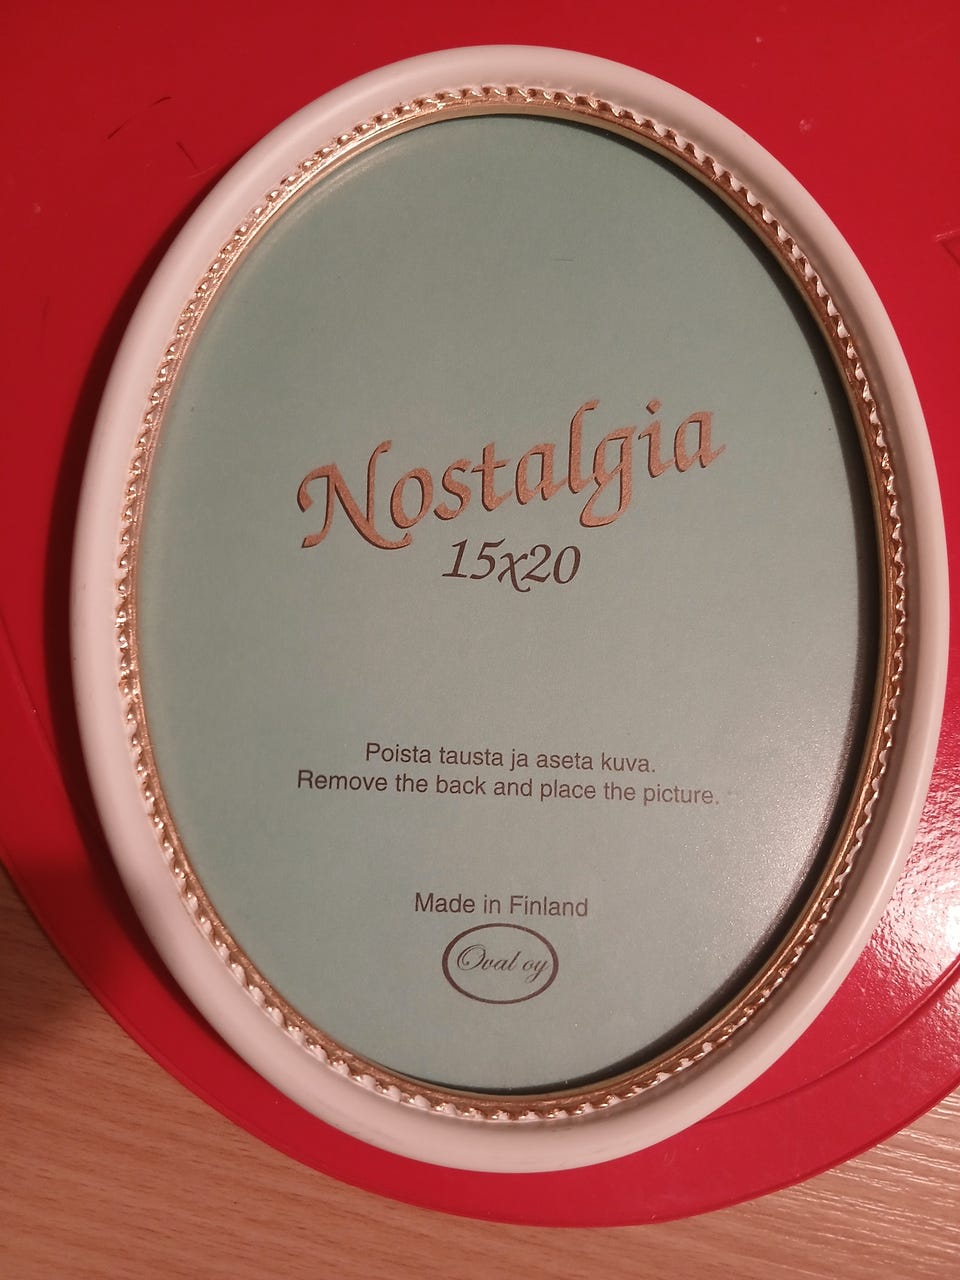 Nostalgia
15x20
Poista tausta ja aseta kuva.
Remove the back and place the picture.
Made in Finland
Oval oy